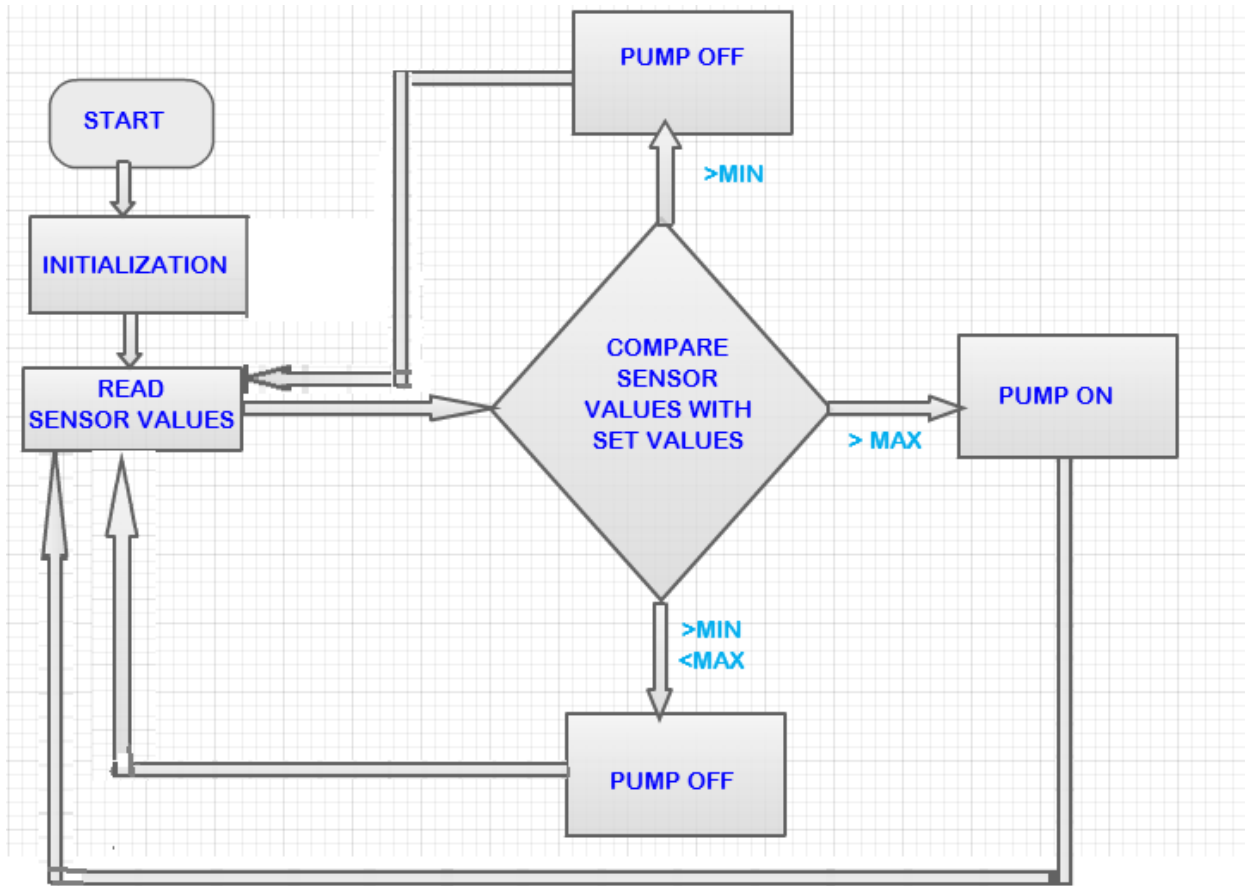 PUMP OFF
START
>MIN
INITIALIZATION
READ
SENSOR VALUES
COMPARE
SENSOR
VALUES WITH
SET VALUES
> MAX
PUMP ON
>MIN
<MAX
PUMP OFF